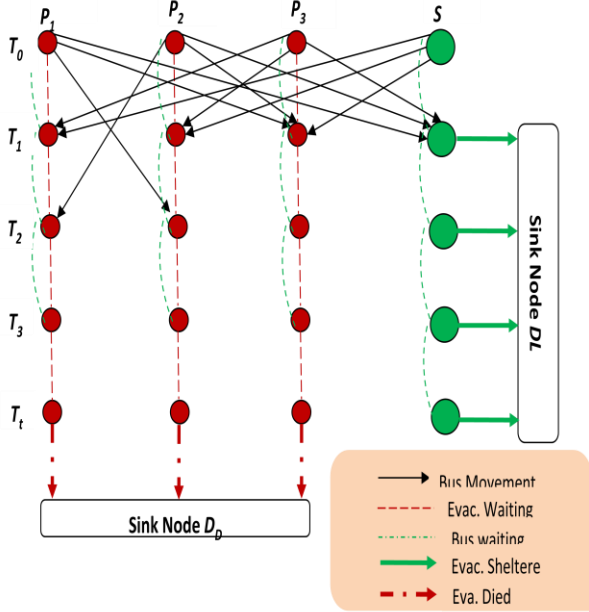 P1 P2 P3 S
T0
T1
T2
T3
Tt
Sink Node DL
Sink Node DD
Bus Movement
Evac. Waiting
Bus waiting
Evac. Sheltere
Eva. Died